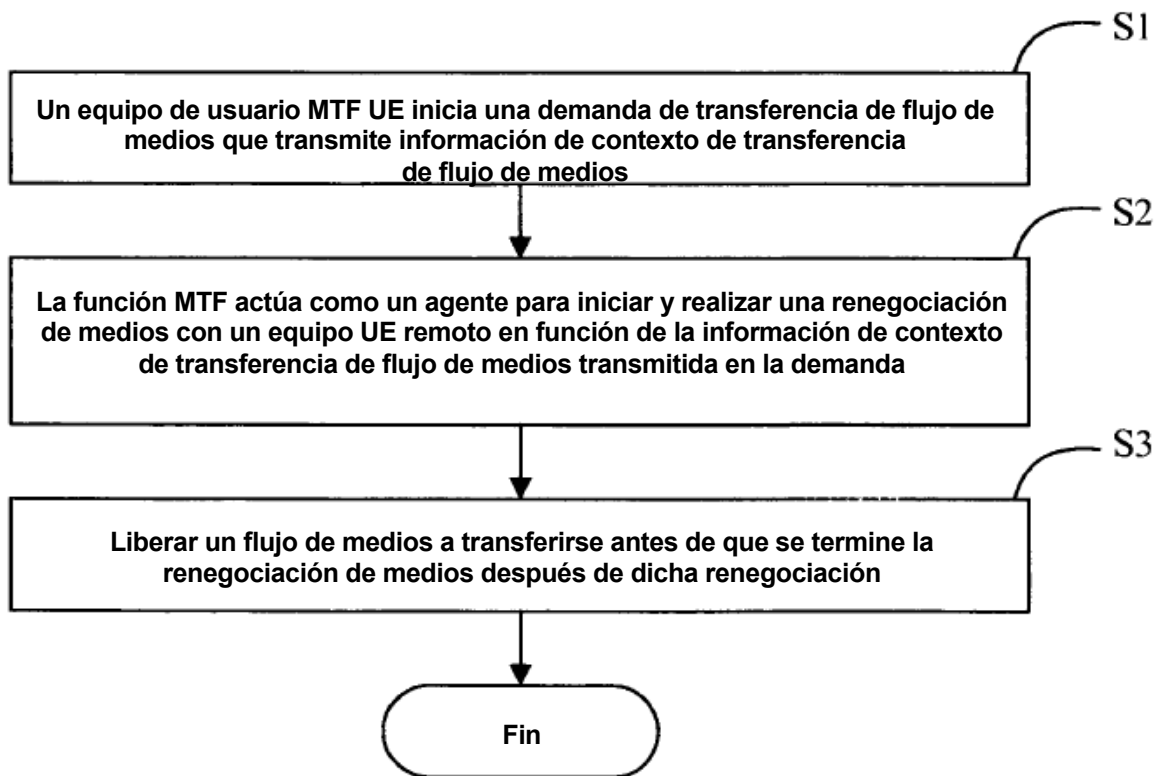 S1
Un equipo de usuario MTF UE inicia una demanda de transferencia de flujo de
medios que transmite información de contexto de transferencia
de flujo de medios
S2
La función MTF actúa como un agente para iniciar y realizar una renegociación
de medios con un equipo UE remoto en función de la información de contexto
de transferencia de flujo de medios transmitida en la demanda
S3
Liberar un flujo de medios a transferirse antes de que se termine la
renegociación de medios después de dicha renegociación
Fin